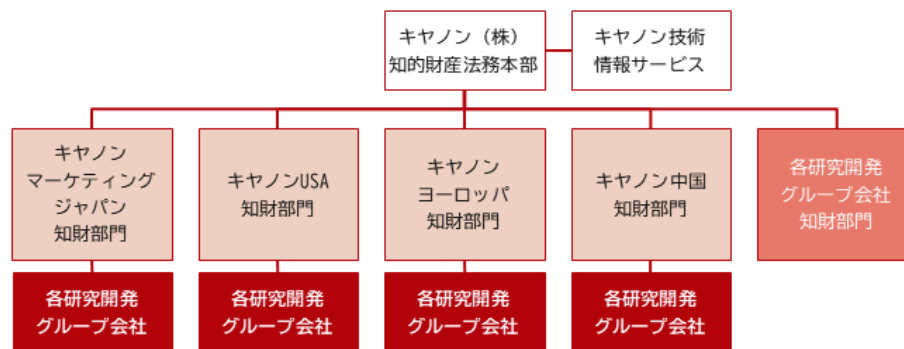 キヤノン（株）
知的財産法務本部
キヤノン技術
情報サービス
キヤノン
マーケティング
ジャパン
知財部門
キヤノンUSA
知財部門
キヤノン
ヨーロッパ
知財部門
キヤノン中国
知財部門
各研究開発
グループ会社
知財部門
各研究開発
グループ会社
各研究開発
グループ会社
各研究開発
グループ会社
各研究開発
グループ会社